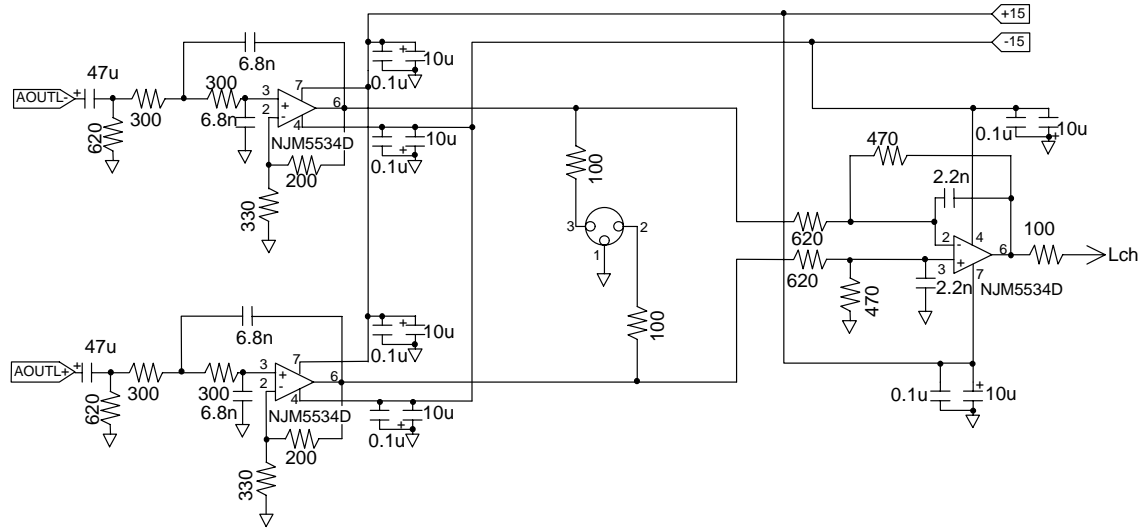 +15
-15
6.8n
10u
0.1u
47u
300
7
3
+
6
2
-
4
AOUTL-
+
300
6.8n
620
NJM5534D
200
330
10u
0.1u
+
100
3
2
1
100
0.1u
10u
+
470
2.2n
620
620
2
-
4
6
100
Lch
+
3
7
2.2n
NJM5534D
470
0.1u
+
10u
+
10u
0.1u
6.8n
47u
AOUTL+
+
300
300
6.8n
620
7
3
+
6
2
-
4
NJM5534D
200
330
10u
0.1u
+